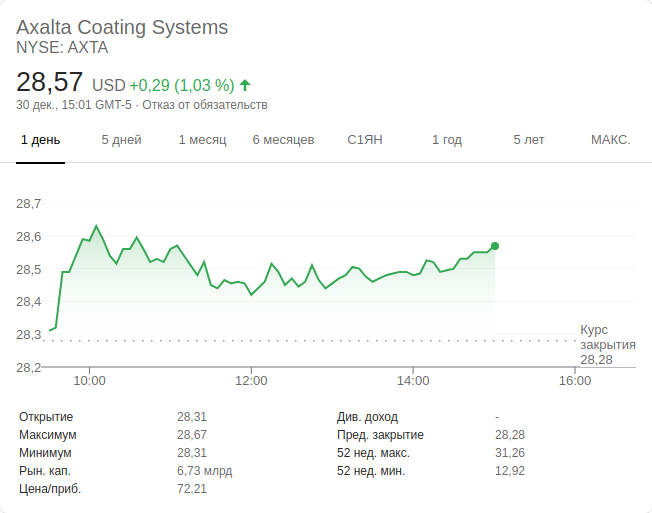 Axalta Coating Systems
NYSE: AXTA
28,57 USD +0,29 (1,03 %)
30 дек., 15:01 GMT-5 · Отказ от обязательств
1 день 5 дней 1 месяц 6 месяцев С1ЯН 1 год 5 лет МАКС.
28,7
28,6
28,5
28,4
28,3
Курс
закрытия
28,28
28,2
10:00 12:00 14:00 16:00
Открытие 28,31 Див. доход -
Максимум 28,67 Пред. закрытие 28,28
Минимум 28,31 52 нед. макс. 31,26
Рын. кап. 6,73 млрд 52 нед. мин. 12,92
Цена/приб. 72,21